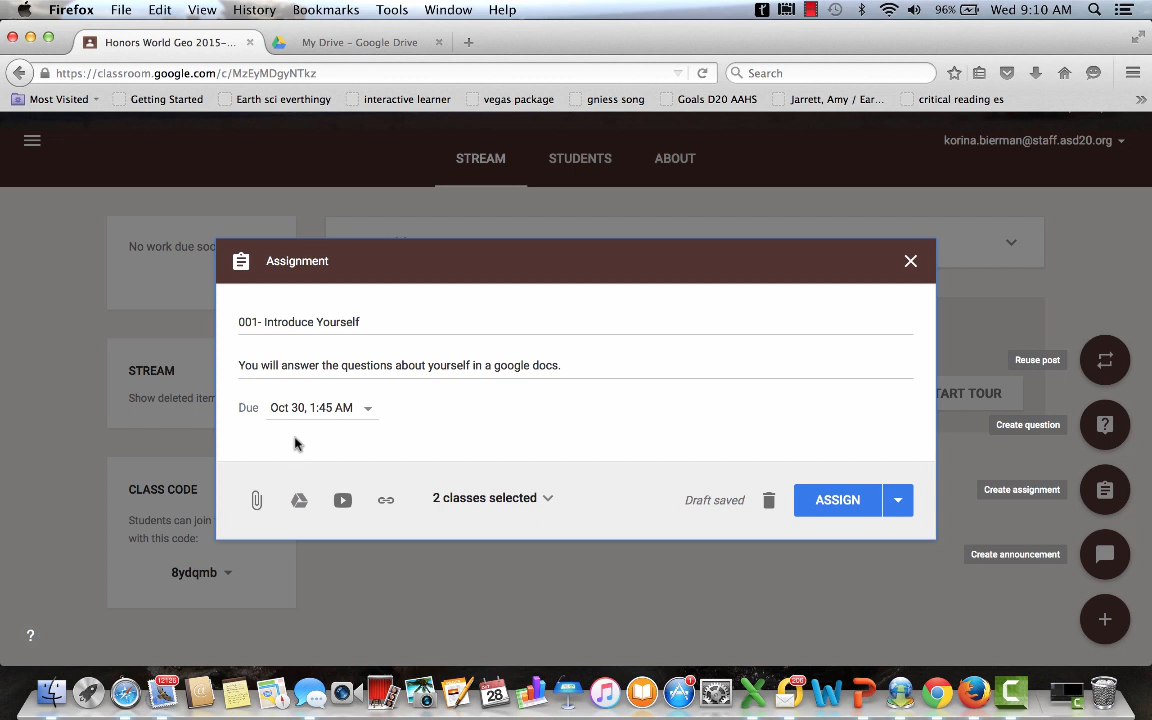 Firefox File Edit View History Bookmarks Tools Window Help 96% Wed 9:10 AM
Honors World Geo 2015-... My Drive - Google Drive
https://classroom.google.com/c/MzEyMDgyNTkz Search
Most Visited Getting Started Earth sci everthingy interactive learner vegas package gniess song Goals D20 AAHS Jarrett, Amy / Ear... critical reading es
korina.bierman@staff.asd20.org
STREAM STUDENTS ABOUT
No work due soo
Assignment
001- Introduce Yourself
You will answer the questions about yourself in a google docs.
Reuse post
STREAM
Show deleted item
START TOUR
Due Oct 30, 1:45 AM
Create question
CLASS CODE
Students can join
with this code:
8ydqmb
2 classes selected Draft saved ASSIGN
Create assignment
Create announcement
?
12126 OCT 28 1 206